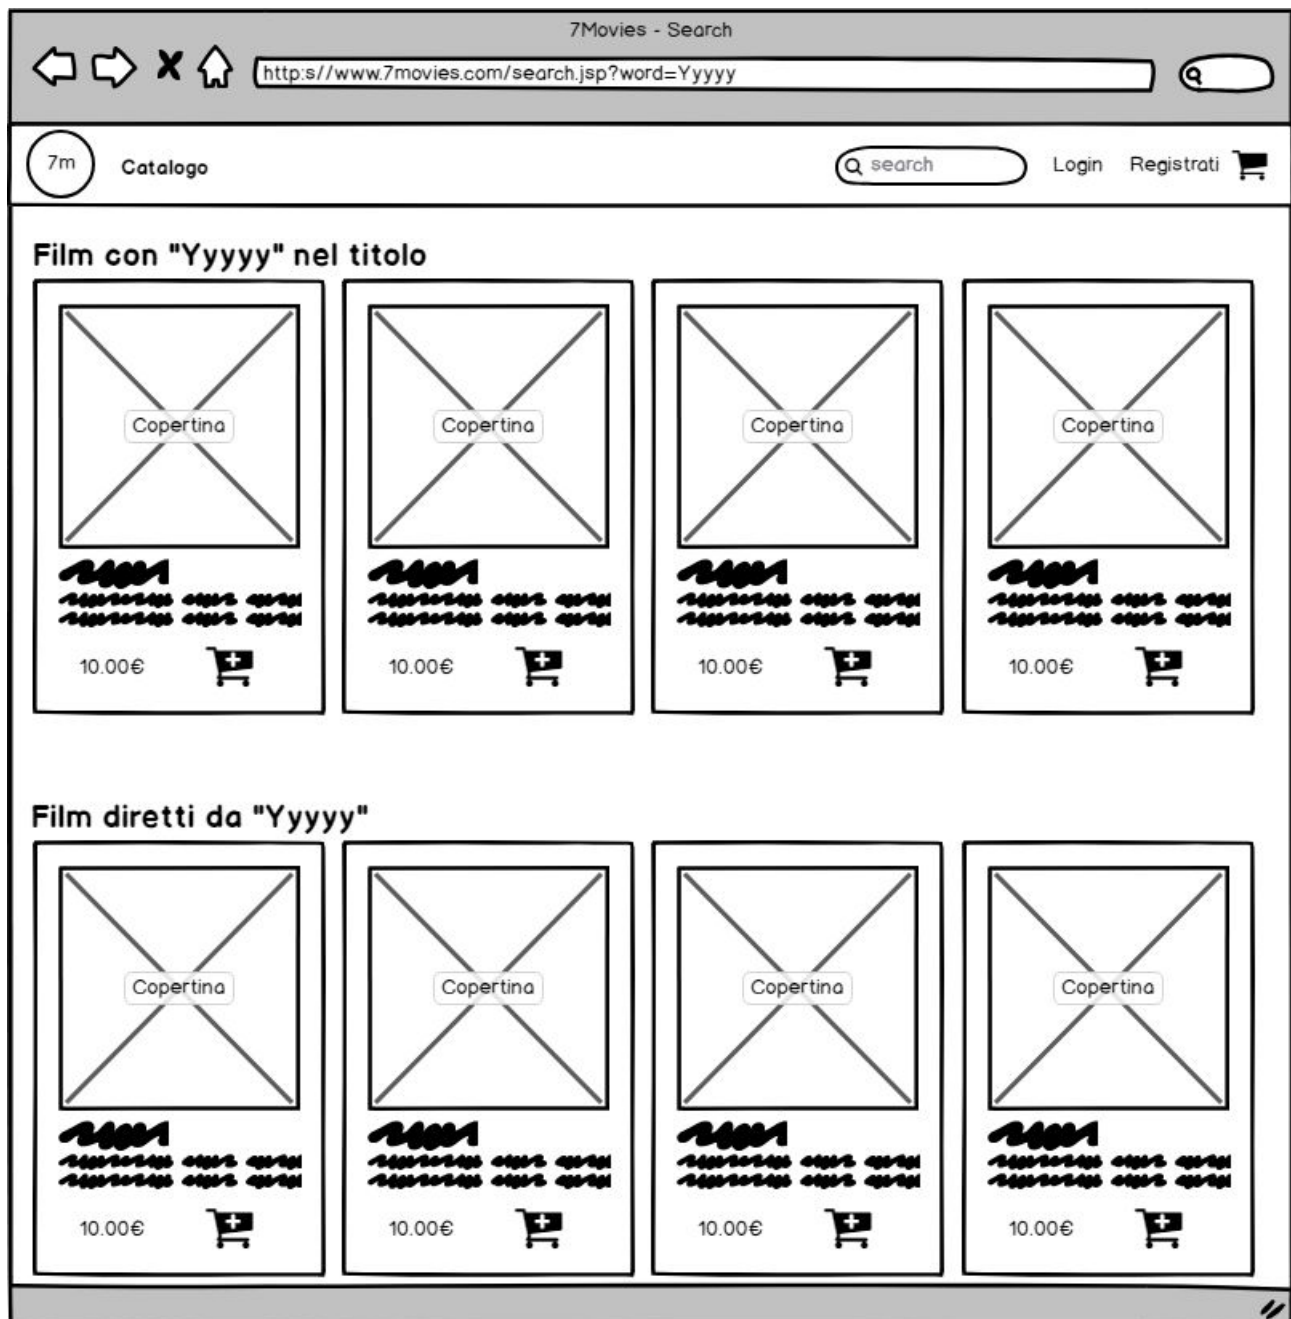 7Movies - Search
http:s//www.7movies.com/search.jsp?word=Yyyyy
7m Catalogo search Login Registrati
Film con "Yyyyy" nel titolo
Copertina Copertina Copertina Copertina
10.00€ 10.00€ 10.00€ 10.00€
Film diretti da "Yyyyy"
Copertina Copertina Copertina Copertina
10.00€ 10.00€ 10.00€ 10.00€